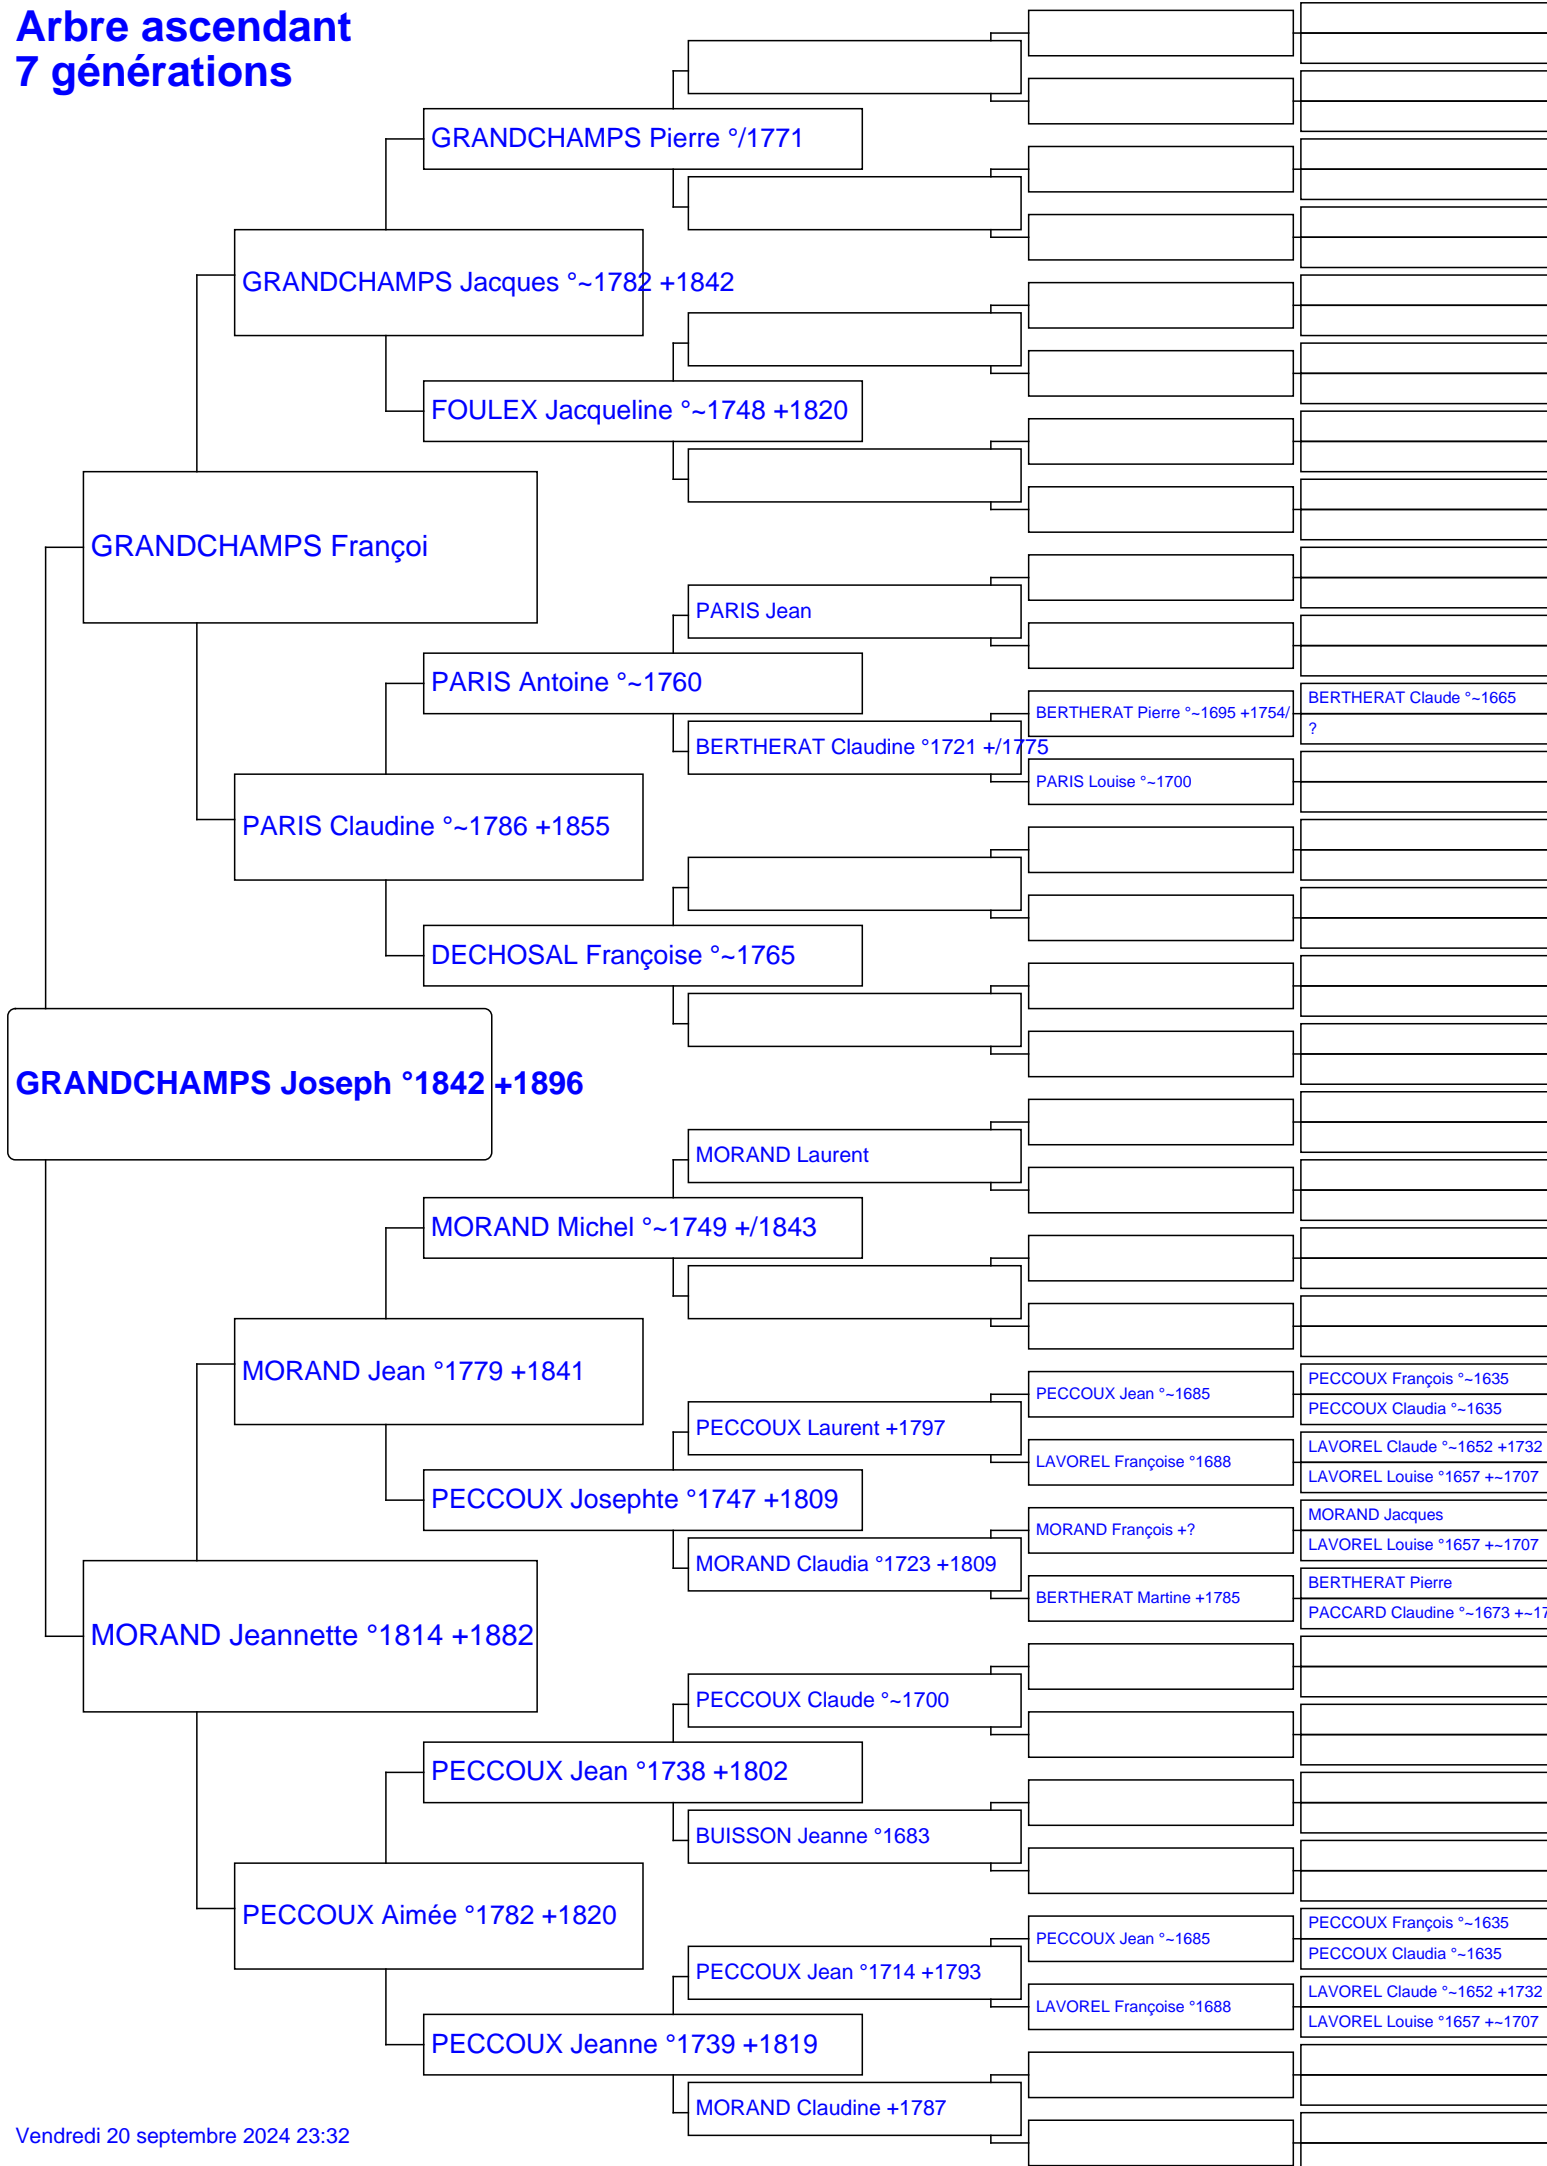 Arbre ascendant
7 générations
GRANDCHAMPS Pierre °/1771
GRANDCHAMPS Jacques °~1782 +1842
FOULEX Jacqueline °~1748 +1820
GRANDCHAMPS Françoi
PARIS Jean
PARIS Antoine °~1760
BERTHERAT Claude °~1665
BERTHERAT Pierre °~1695 +1754/
?
BERTHERAT Claudine °1721 +/1775
PARIS Louise °~1700
PARIS Claudine °~1786 +1855
DECHOSAL Françoise °~1765
GRANDCHAMPS Joseph °1842 +1896
MORAND Laurent
MORAND Michel °~1749 +/1843
MORAND Jean °1779 +1841
PECCOUX François °~1635
PECCOUX Jean °~1685
PECCOUX Claudia °~1635
PECCOUX Laurent +1797
LAVOREL Claude °~1652 +1732
LAVOREL Françoise °1688
LAVOREL Louise °1657 +~1707
PECCOUX Josephte °1747 +1809
MORAND Jacques
MORAND François +?
LAVOREL Louise °1657 +~1707
MORAND Claudia °1723 +1809
BERTHERAT Pierre
BERTHERAT Martine +1785
PACCARD Claudine °~1673 +~17
MORAND Jeannette °1814 +1882
PECCOUX Claude °~1700
PECCOUX Jean °1738 +1802
BUISSON Jeanne °1683
PECCOUX Aimée °1782 +1820
PECCOUX François °~1635
PECCOUX Jean °~1685
PECCOUX Claudia °~1635
PECCOUX Jean °1714 +1793
LAVOREL Claude °~1652 +1732
LAVOREL Françoise °1688
LAVOREL Louise °1657 +~1707
PECCOUX Jeanne °1739 +1819
MORAND Claudine +1787
Vendredi 20 septembre 2024 23:32